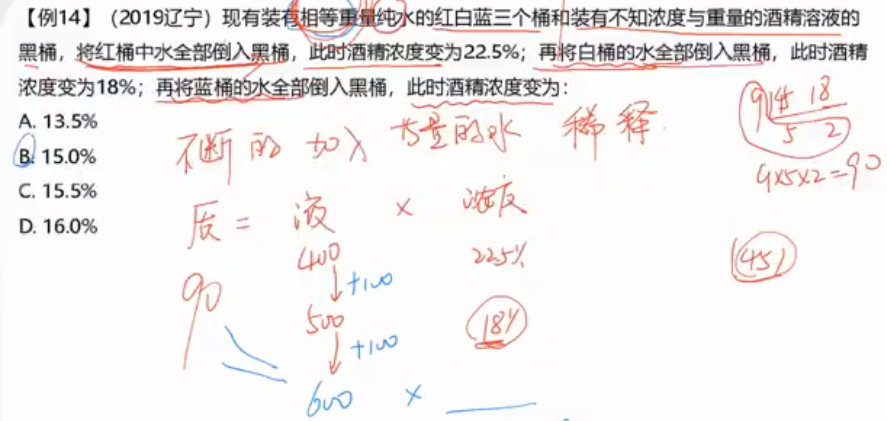 【例14】(2019辽宁)现有装有相等重量纯水的红白蓝三个桶和装有不知浓度与重量的酒精溶液的
黑桶，将红桶中水全部倒入黑桶，此时酒精浓度变为22.5%；再将白桶的水全部倒入黑桶，此时酒精
浓度变为18%；再将蓝桶的水全部倒入黑桶，此时酒精浓度变为：
A. 13.5%
B. 15.0%
C. 15.5%
D. 16.0%
不断的加入 等量的水 稀释
质 = 液 × 浓度
400 22.5%
+100
90 500 18%
+100
600 ×
9 45 18
5 2
9×5×2=90
45